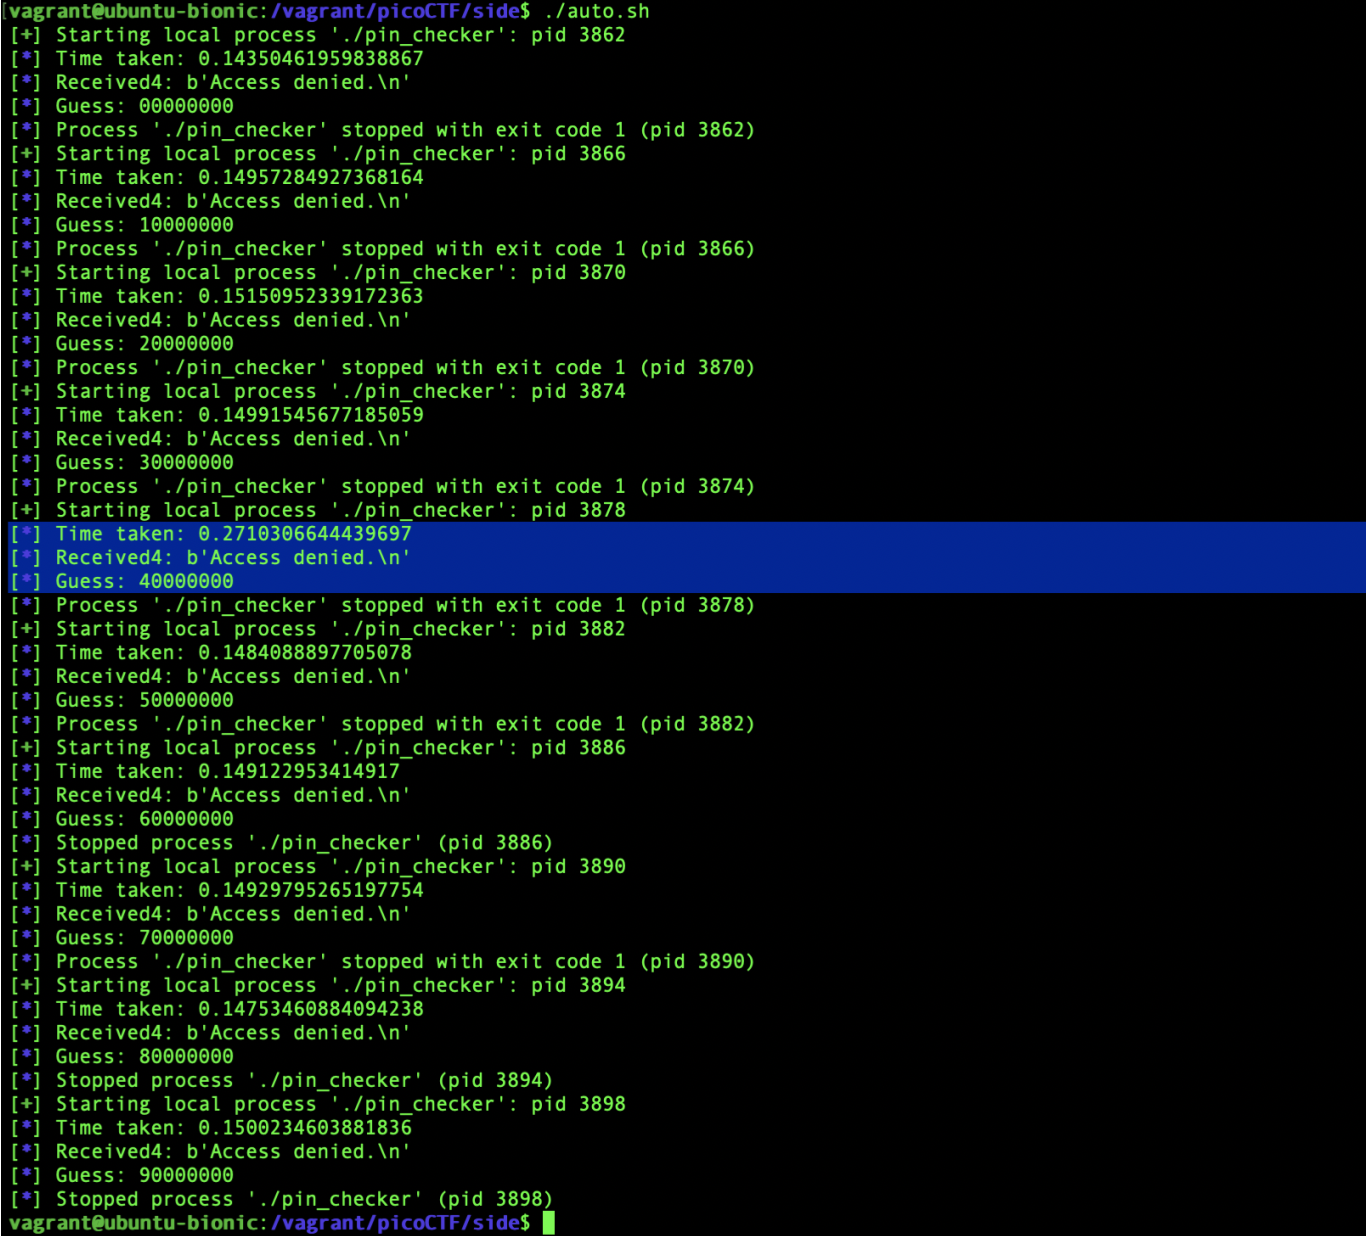 [vagrant@ubuntu-bionic:/vagrant/picoCTF/side$ ./auto.sh
[+] Starting local process './pin_checker': pid 3862
[*] Time taken: 0.14350461959838867
[*] Received4: b'Access denied.\n'
[*] Guess: 00000000
[*] Process './pin_checker' stopped with exit code 1 (pid 3862)
[+] Starting local process './pin_checker': pid 3866
[*] Time taken: 0.14957284927368164
[*] Received4: b'Access denied.\n'
[*] Guess: 10000000
[*] Process './pin_checker' stopped with exit code 1 (pid 3866)
[+] Starting local process './pin_checker': pid 3870
[*] Time taken: 0.15150952339172363
[*] Received4: b'Access denied.\n'
[*] Guess: 20000000
[*] Process './pin_checker' stopped with exit code 1 (pid 3870)
[+] Starting local process './pin_checker': pid 3874
[*] Time taken: 0.14991545677185059
[*] Received4: b'Access denied.\n'
[*] Guess: 30000000
[*] Process './pin_checker' stopped with exit code 1 (pid 3874)
[+] Starting local process './pin_checker': pid 3878
[*] Time taken: 0.2710306644439697
[*] Received4: b'Access denied.\n'
[*] Guess: 40000000
[*] Process './pin_checker' stopped with exit code 1 (pid 3878)
[+] Starting local process './pin_checker': pid 3882
[*] Time taken: 0.1484088897705078
[*] Received4: b'Access denied.\n'
[*] Guess: 50000000
[*] Process './pin_checker' stopped with exit code 1 (pid 3882)
[+] Starting local process './pin_checker': pid 3886
[*] Time taken: 0.149122953414917
[*] Received4: b'Access denied.\n'
[*] Guess: 60000000
[*] Stopped process './pin_checker' (pid 3886)
[+] Starting local process './pin_checker': pid 3890
[*] Time taken: 0.14929795265197754
[*] Received4: b'Access denied.\n'
[*] Guess: 70000000
[*] Process './pin_checker' stopped with exit code 1 (pid 3890)
[+] Starting local process './pin_checker': pid 3894
[*] Time taken: 0.14753460884094238
[*] Received4: b'Access denied.\n'
[*] Guess: 80000000
[*] Stopped process './pin_checker' (pid 3894)
[+] Starting local process './pin_checker': pid 3898
[*] Time taken: 0.1500234603881836
[*] Received4: b'Access denied.\n'
[*] Guess: 90000000
[*] Stopped process './pin_checker' (pid 3898)
vagrant@ubuntu-bionic:/vagrant/picoCTF/side$